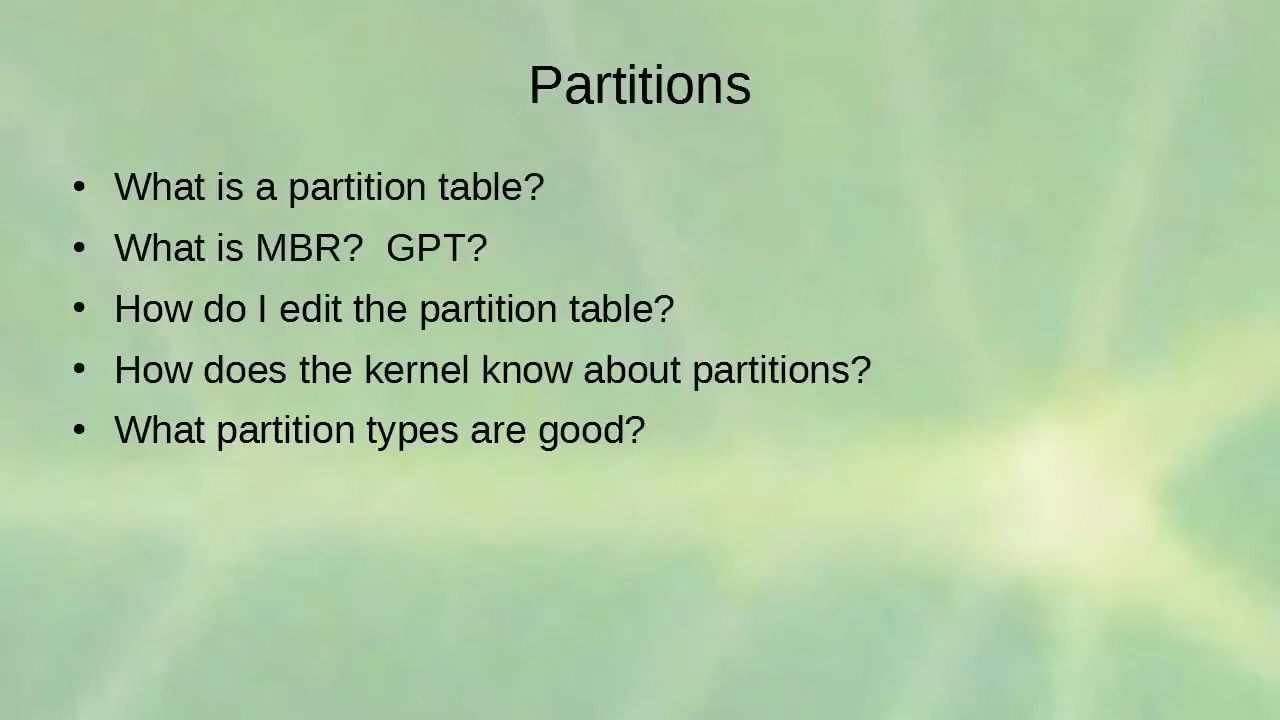 Partitions
• What is a partition table?
• What is MBR?  GPT?
• How do I edit the partition table?
• How does the kernel know about partitions?
• What partition types are good?